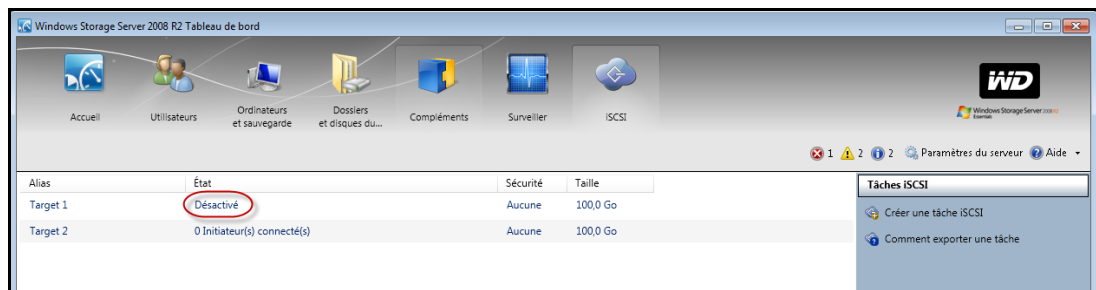 Windows Storage Server 2008 R2 Tableau de bord
Accueil
Utilisateurs
Ordinateurs
et sauvegarde
Dossiers
et disques du...
Compléments
Surveiller
iSCSI
WD
Windows Storage Server 2008 R2
Essentials
1 2 2 Paramètres du serveur Aide
Alias État Sécurité Taille
Target 1 Désactivé Aucune 100,0 Go
Target 2 0 Initiateur(s) connecté(s) Aucune 100,0 Go
Tâches iSCSI
Créer une tâche iSCSI
Comment exporter une tâche